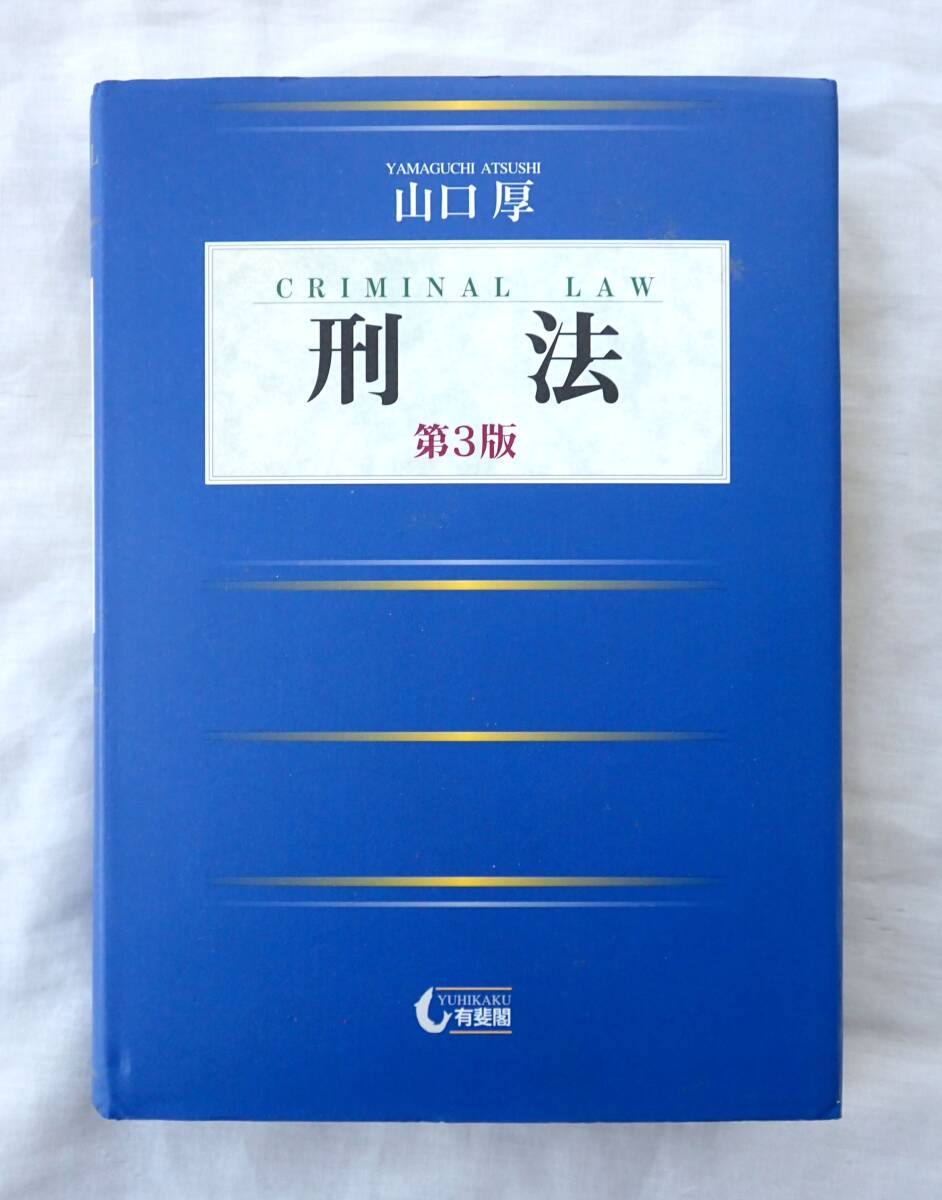 YAMAGUCHI ATSUSHI
山口 厚
CRIMINAL LAW
刑 法
第3版
YUHIKAKU
有斐閣